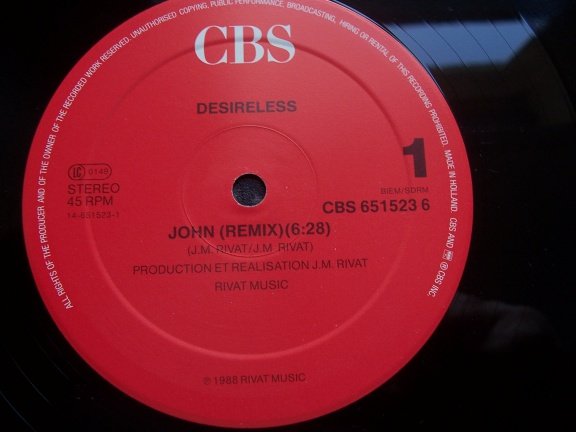 ALL RIGHTS OF THE PRODUCER AND OF THE OWNER OF THE RECORDED WORK RESERVED. UNAUTHORISED COPYING, PUBLIC PERFORMANCE, BROADCASTING, HIRING OR RENTAL OF THIS RECORDING PROHIBITED. MADE IN HOLLAND. CBS AND ® CBS INC.
CBS
DESIRELESS
LC 0149
STEREO
45 RPM
14-651523-1
1
BIEM/SDRM
CBS 651523 6
JOHN (REMIX)(6:28)
(J.M. RIVAT/J.M. RIVAT)
PRODUCTION ET REALISATION J.M. RIVAT
RIVAT MUSIC
℗ 1988 RIVAT MUSIC